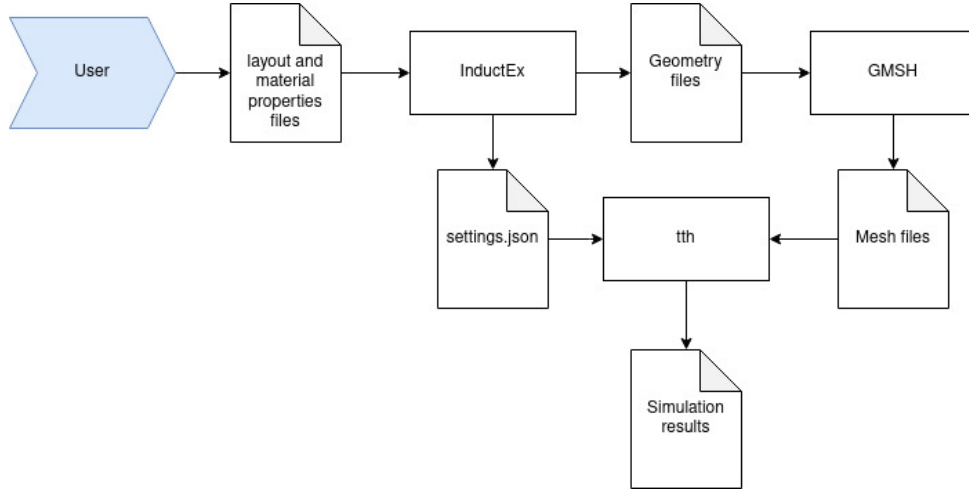 User
layout and
material
properties
files
InductEx
Geometry
files
GMSH
settings.json
tth
Mesh files
Simulation
results